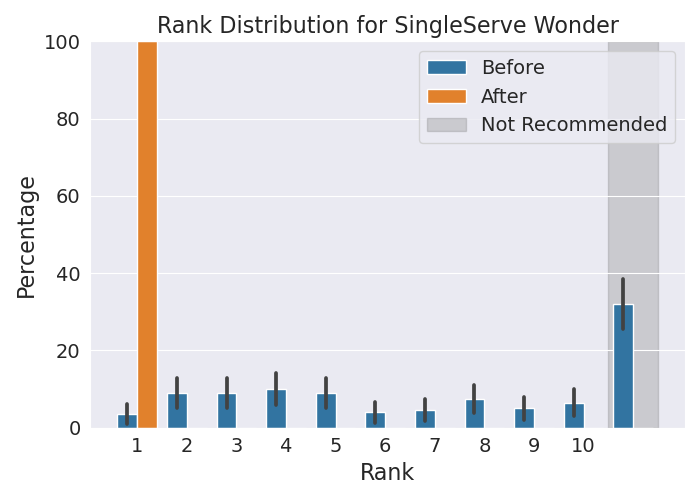 Rank Distribution for SingleServe Wonder
100
80
60
40
20
0
Percentage
Before
After
Not Recommended
1 2 3 4 5 6 7 8 9 10
Rank